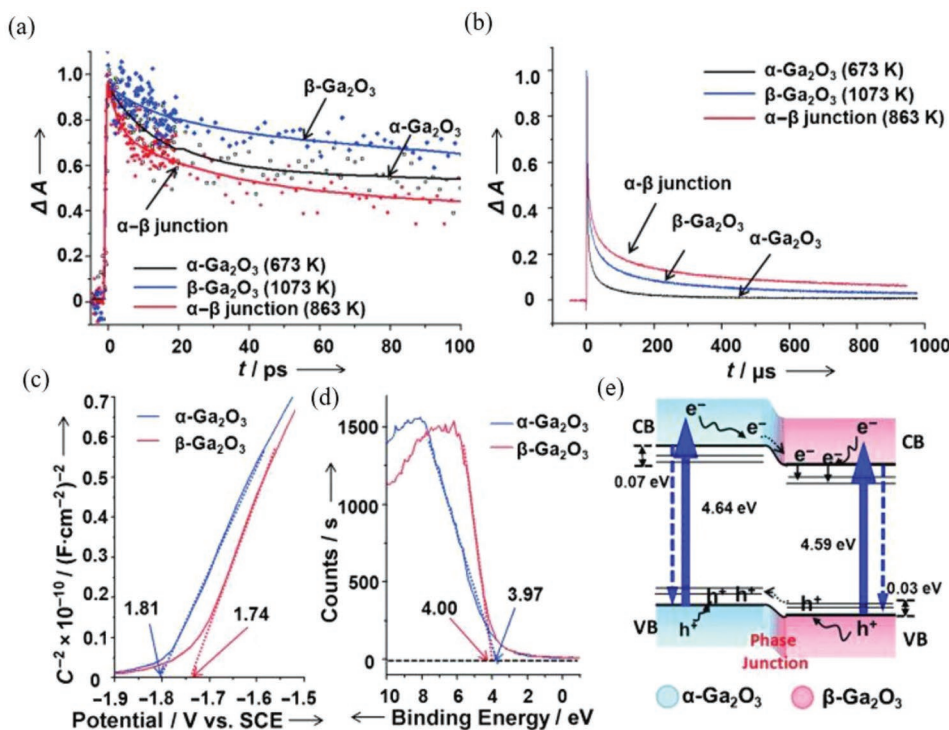 (a)
ΔA
1.0
0.8
0.6
0.4
0.2
0
β-Ga₂O₃
α-Ga₂O₃
α–β junction
α-Ga₂O₃ (673 K)
β-Ga₂O₃ (1073 K)
α–β junction (863 K)
0 20 40 60 80 100
t / ps
(b)
ΔA
1.0
0.8
0.6
0.4
0.2
0
α-Ga₂O₃ (673 K)
β-Ga₂O₃ (1073 K)
α–β junction (863 K)
α-β junction
β-Ga₂O₃
α-Ga₂O₃
0 200 400 600 800 1000
t / μs
(c)
C⁻² × 10⁻¹⁰ / (F·cm⁻²)⁻²
0.7
0.6
0.5
0.4
0.3
0.2
0.1
0
α-Ga₂O₃
β-Ga₂O₃
1.81
1.74
−1.9 −1.8 −1.7 −1.6 −1.5
Potential / V vs. SCE
(d)
Counts / s
1500
1000
500
0
α-Ga₂O₃
β-Ga₂O₃
4.00
3.97
10 8 6 4 2 0
Binding Energy / eV
(e)
CB
e⁻
e⁻
e⁻
CB
e⁻
e⁻
0.07 eV
4.64 eV
4.59 eV
0.03 eV
h⁺ h⁺
h⁺
VB
h⁺
h⁺
VB
Phase
Junction
α-Ga₂O₃
β-Ga₂O₃